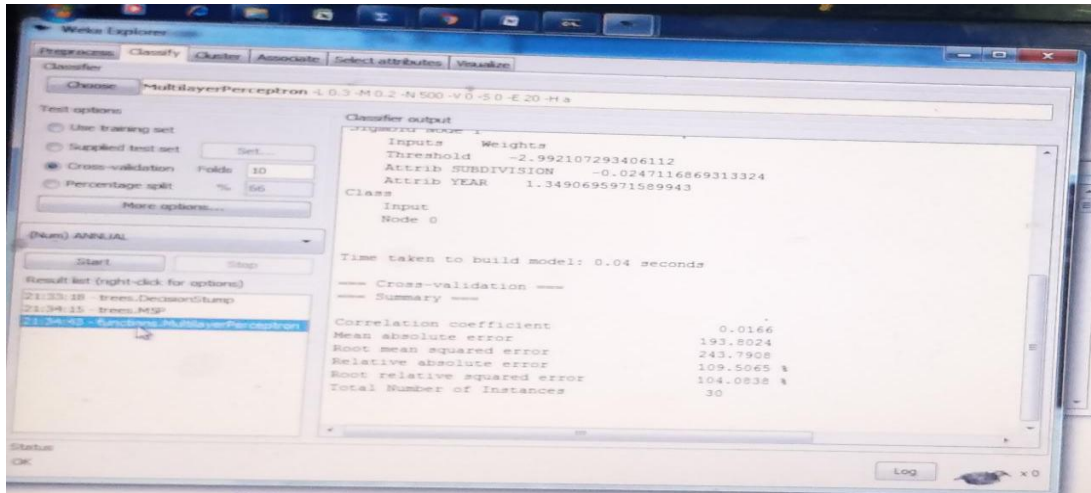 Weka Explorer
Preprocess Classify Cluster Associate Select attributes Visualize
Classifier
Choose MultilayerPerceptron -L 0.3 -M 0.2 -N 500 -V 0 -S 0 -E 20 -H a
Test options
Use training set
Supplied test set Set...
Cross-validation Folds 10
Percentage split % 66
More options...
(Num) ANNUAL
Start Stop
Result list (right-click for options)
21:33:18 - trees.DecisionStump
21:34:15 - trees.M5P
21:34:43 - functions.MultilayerPerceptron
Classifier output
Sigmoid Node 1
Inputs Weights
Threshold -2.992107293406112
Attrib SUBDIVISION -0.0247116869313324
Attrib YEAR 1.3490695971589943
Class
Input
Node 0
Time taken to build model: 0.04 seconds
=== Cross-validation ===
=== Summary ===
Correlation coefficient 0.0166
Mean absolute error 193.8024
Root mean squared error 243.7908
Relative absolute error 109.5065 %
Root relative squared error 104.0838 %
Total Number of Instances 30
Status
OK
Log x 0